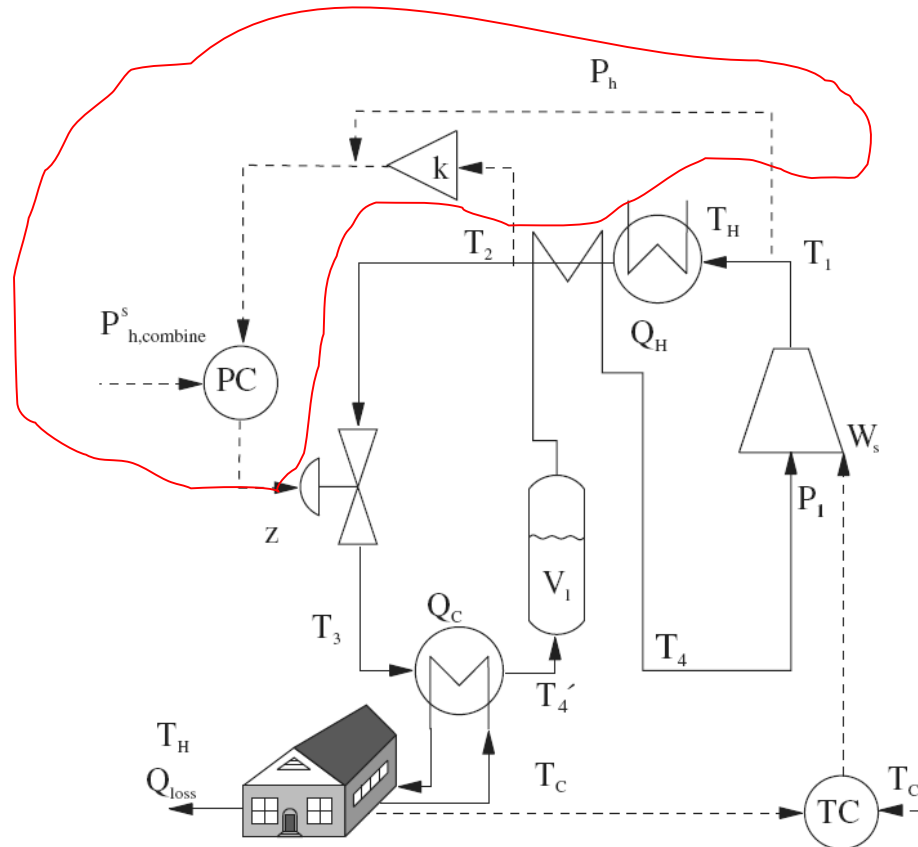 P_h
k
T_2
T_H
T_1
Q_H
P^s_h,combine
PC
W_s
P_1
z
V_1
Q_C
T_3
T_4
T_4′
T_H
Q_loss
T_C
TC
T_C